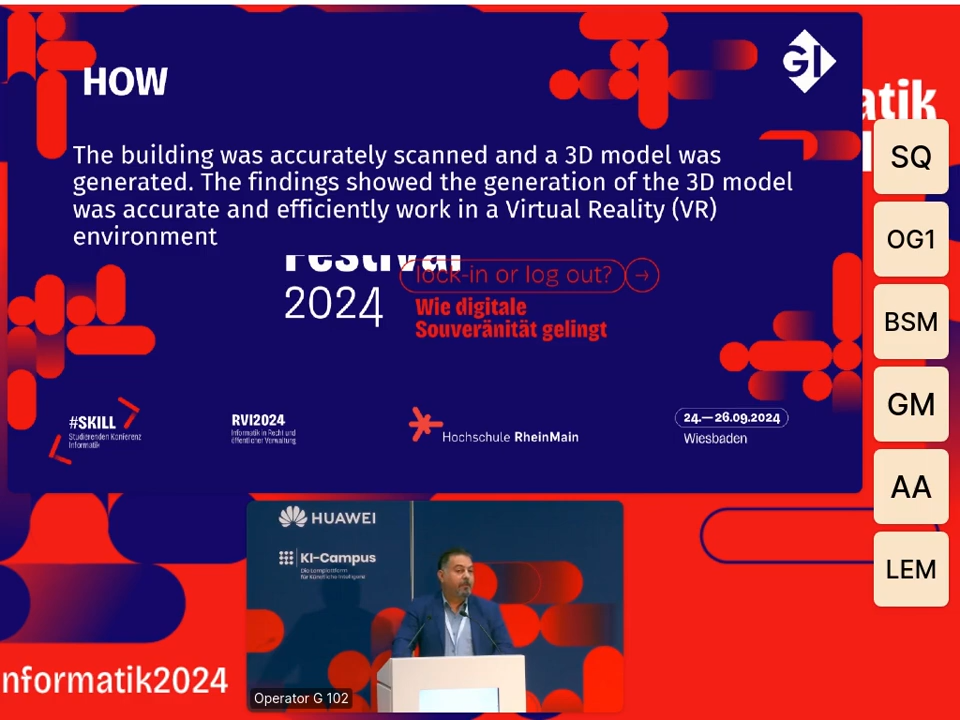 HOW
GI
The building was accurately scanned and a 3D model was
generated. The findings showed the generation of the 3D model
was accurate and efficiently work in a Virtual Reality (VR)
environment
Festival
2024
lock-in or log out?
Wie digitale
Souveränität gelingt
#SKILL
Studierenden Konferenz
Informatik
RVI2024
Informatik in Recht und
öffentlicher Verwaltung
Hochschule RheinMain
24.—26.09.2024
Wiesbaden
atik
SQ
OG1
BSM
GM
AA
LEM
HUAWEI
KI-Campus
Die Lernplattform
für Künstliche Intelligenz
Operator G 102
nformatik2024